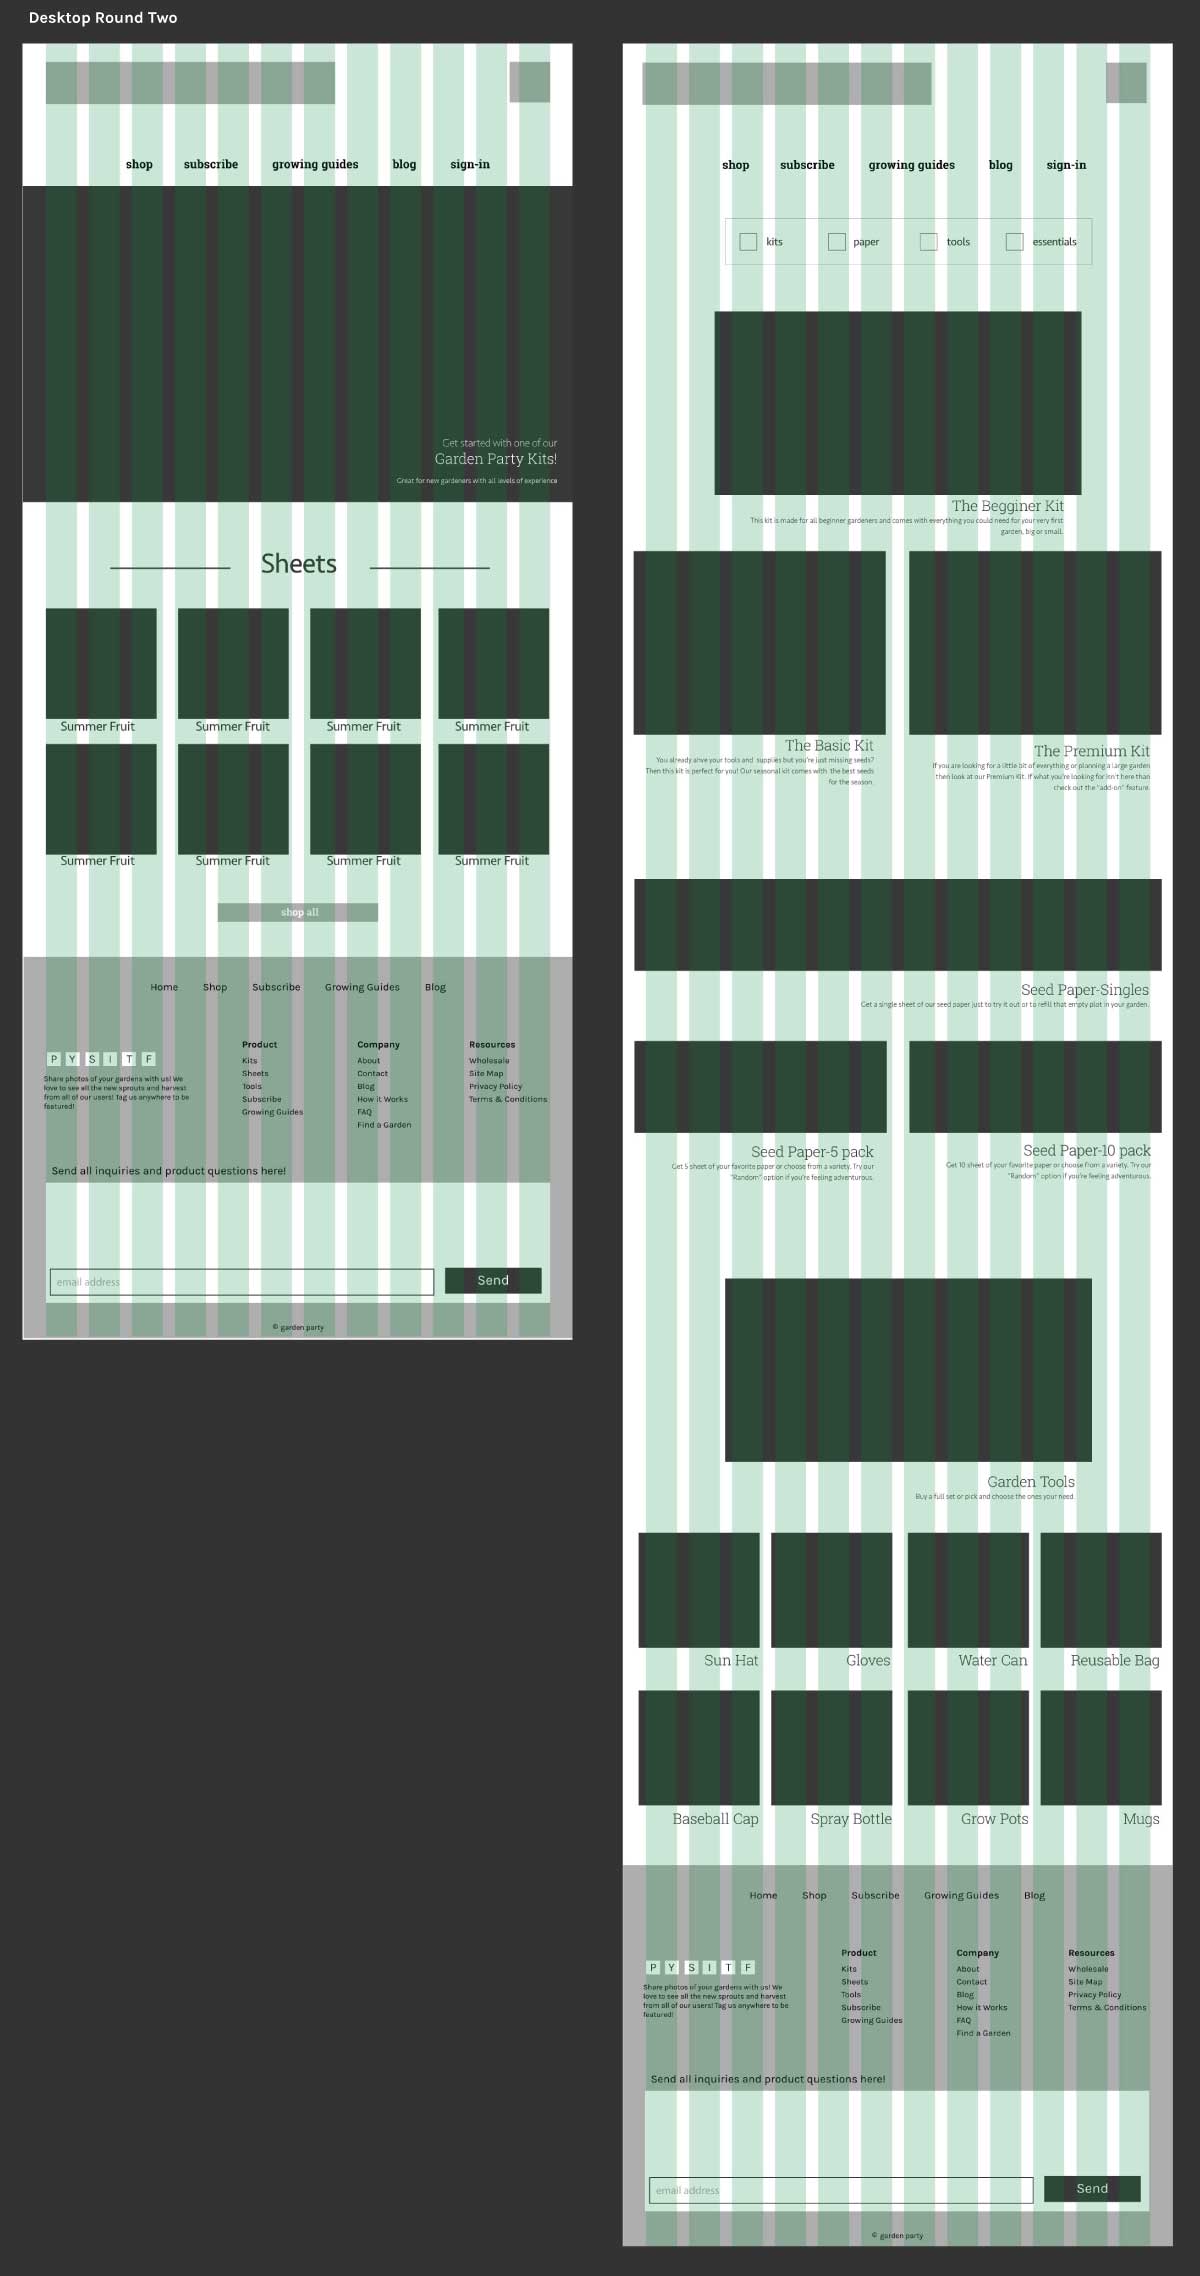 Desktop Round Two
shop subscribe growing guides blog sign-in
Get started with one of our
Garden Party Kits!
Great for new gardeners with all levels of experience
Sheets
Summer Fruit Summer Fruit Summer Fruit Summer Fruit
Summer Fruit Summer Fruit Summer Fruit Summer Fruit
shop all
Home Shop Subscribe Growing Guides Blog
P Y S I T F
Share photos of your gardens with us! We
love to see all the new sprouts and harvest
from all of our users! Tag us anywhere to be
featured!
Product
Kits
Sheets
Tools
Subscribe
Growing Guides
Company
About
Contact
Blog
How it Works
FAQ
Find a Garden
Resources
Wholesale
Site Map
Privacy Policy
Terms & Conditions
Send all inquiries and product questions here!
email address
Send
© garden party
shop subscribe growing guides blog sign-in
kits paper tools essentials
The Begginer Kit
This kit is made for all beginner gardeners and comes with everything you could need for your very first
garden, big or small.
The Basic Kit
You already ahve your tools and supplies but you're just missing seeds?
Then this kit is perfect for you! Our seasonal kit comes with the best seeds
for the season.
The Premium Kit
If you are looking for a little bit of everything or planning a large garden
then look at our Premium Kit. If what you're looking for isn't here than
check out the "add-on" feature.
Seed Paper-Singles
Get a single sheet of our seed paper just to try it out or to refill that empty plot in your garden.
Seed Paper-5 pack
Get 5 sheet of your favorite paper or choose from a variety. Try our
"Random" option if you're feeling adventurous.
Seed Paper-10 pack
Get 10 sheet of your favorite paper or choose from a variety. Try our
"Random" option if you're feeling adventurous.
Garden Tools
Buy a full set or pick and choose the ones your need.
Sun Hat Gloves Water Can Reusable Bag
Baseball Cap Spray Bottle Grow Pots Mugs
Home Shop Subscribe Growing Guides Blog
P Y S I T F
Share photos of your gardens with us! We
love to see all the new sprouts and harvest
from all of our users! Tag us anywhere to be
featured!
Product
Kits
Sheets
Tools
Subscribe
Growing Guides
Company
About
Contact
Blog
How it Works
FAQ
Find a Garden
Resources
Wholesale
Site Map
Privacy Policy
Terms & Conditions
Send all inquiries and product questions here!
email address
Send
© garden party